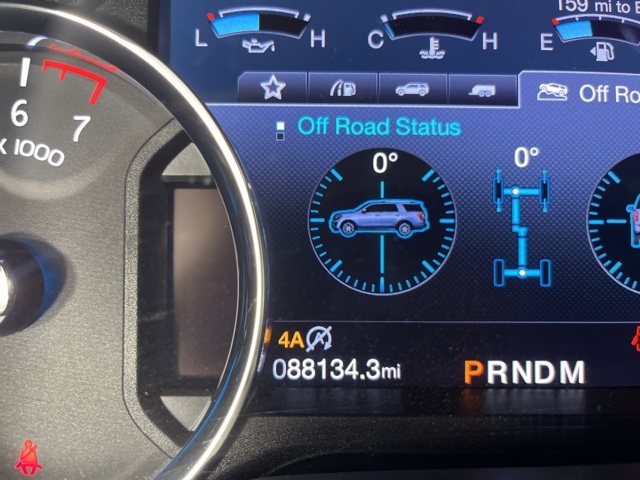 159 mi to E
L H
C H
E
Off Ro
6 7
X 1000
Off Road Status
0°
0°
4A
088134.3mi
PRNDM